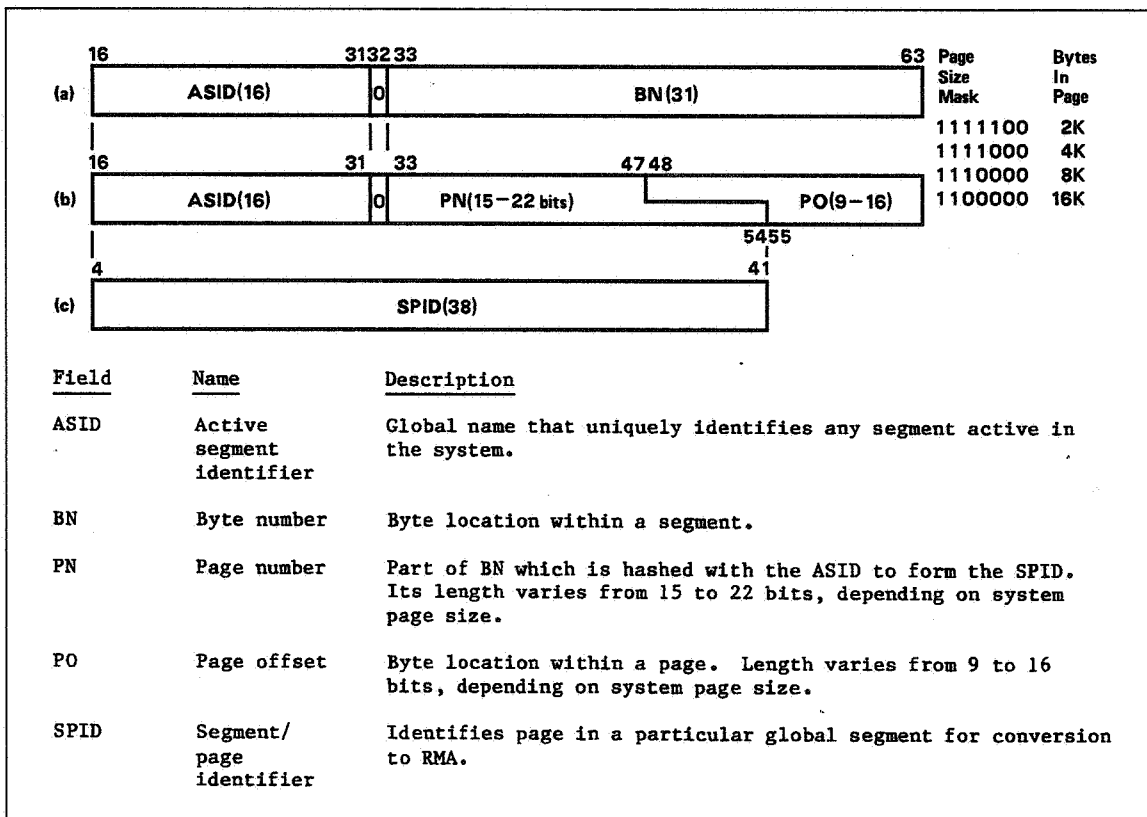 16 31 32 33 63 Page Bytes
Size In
Mask Page
(a) ASID(16) 0 BN(31)
1111100 2K
1111000 4K
1110000 8K
1100000 16K
16 31 33 47 48
(b) ASID(16) 0 PN(15-22 bits) PO(9-16)
54 55
4 41
(c) SPID(38)
Field Name Description
ASID Active Global name that uniquely identifies any segment active in
segment the system.
identifier
BN Byte number Byte location within a segment.
PN Page number Part of BN which is hashed with the ASID to form the SPID.
Its length varies from 15 to 22 bits, depending on system
page size.
PO Page offset Byte location within a page. Length varies from 9 to 16
bits, depending on system page size.
SPID Segment/ Identifies page in a particular global segment for conversion
page to RMA.
identifier